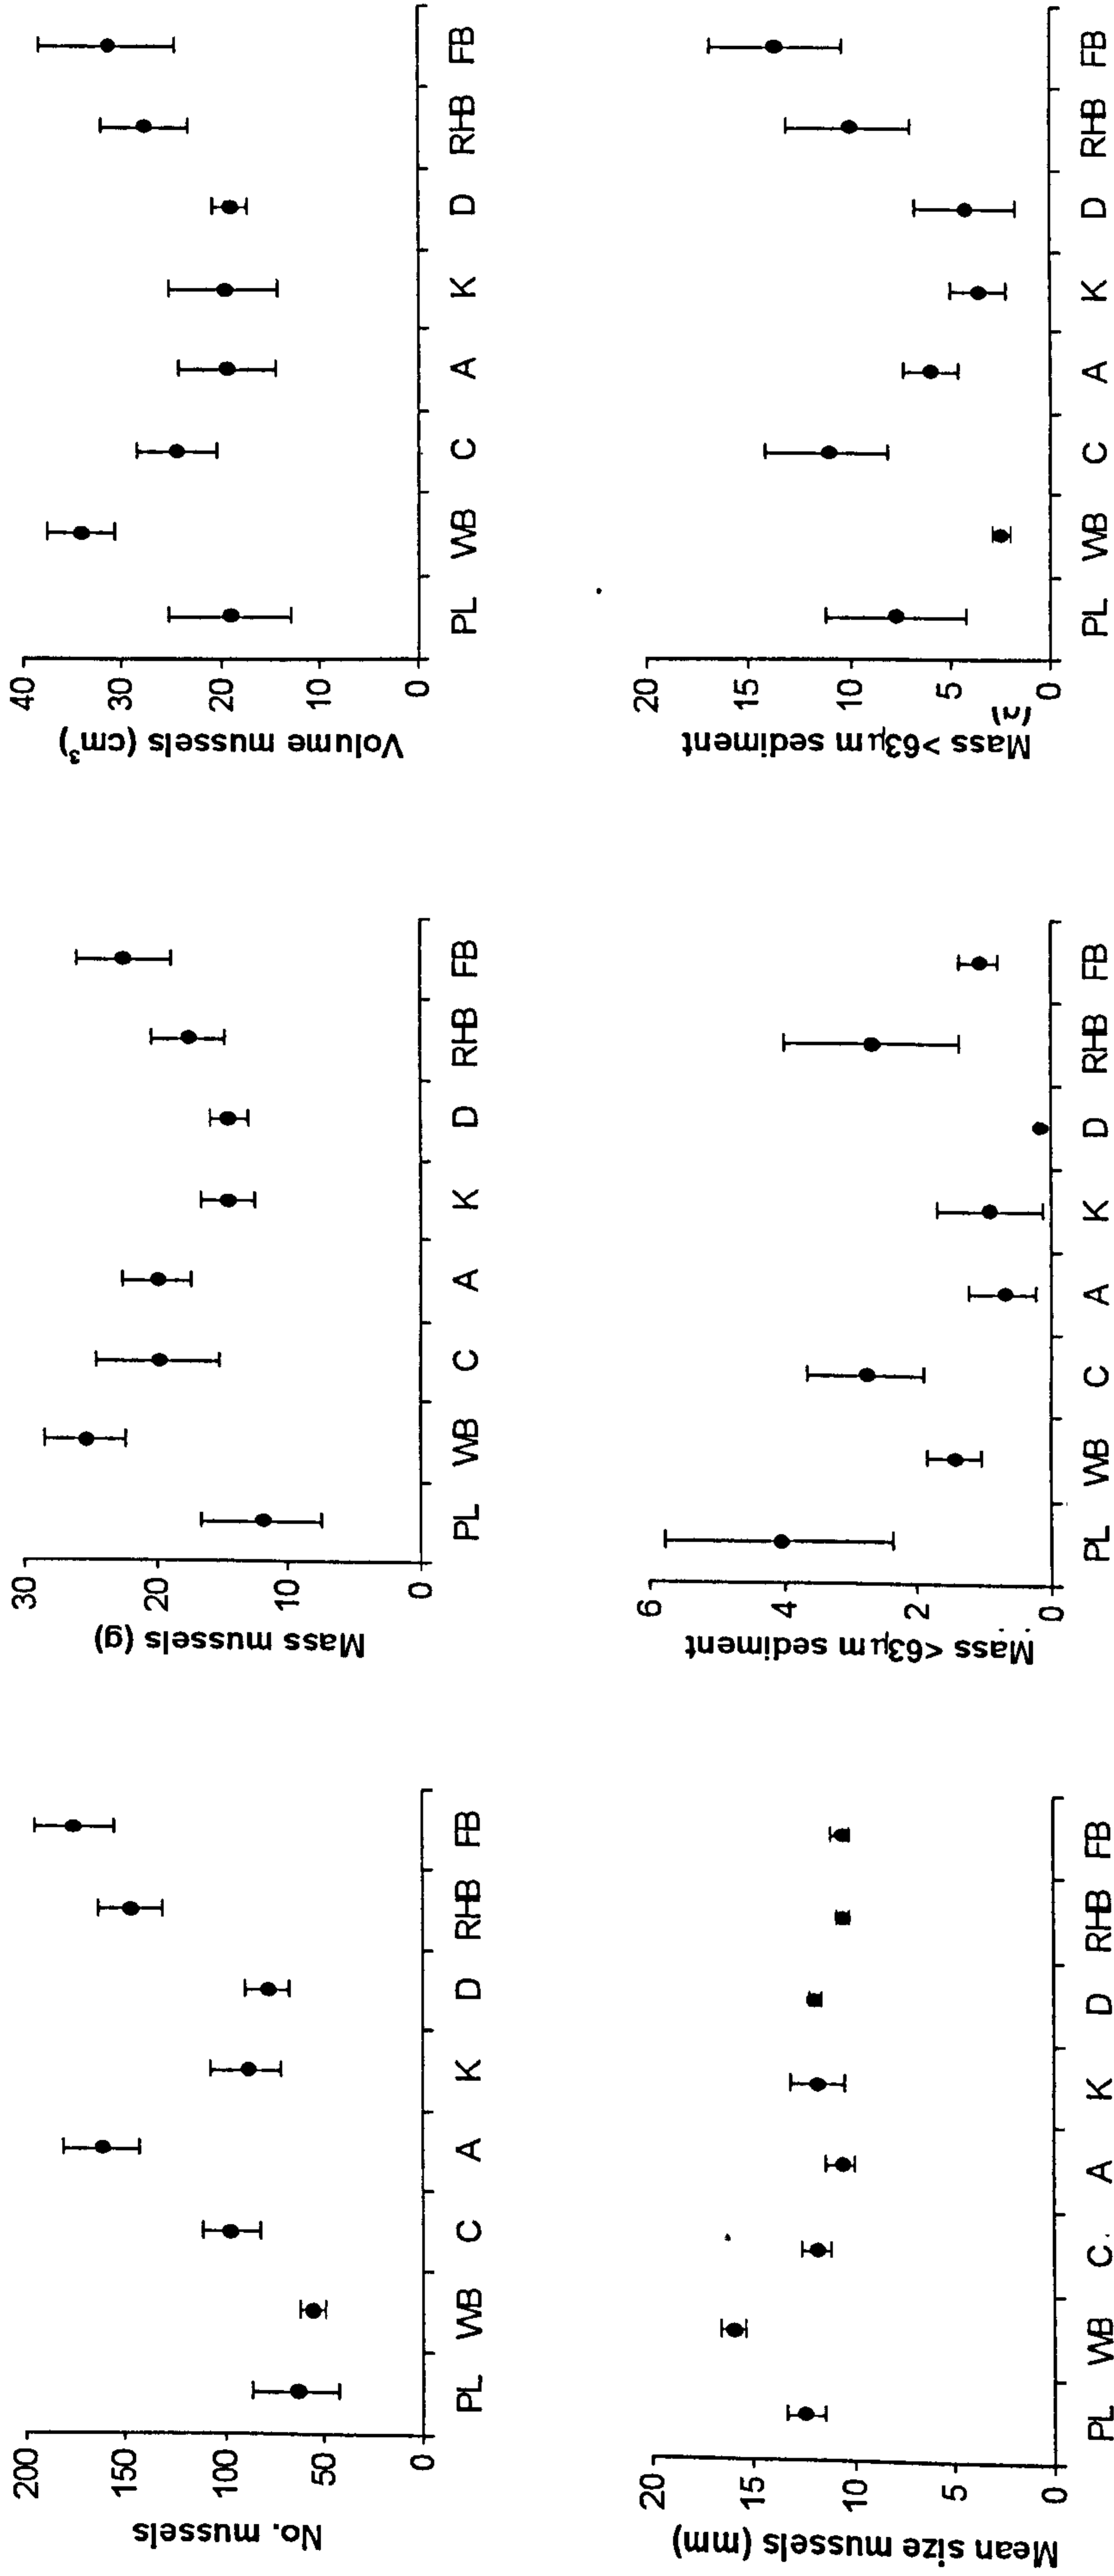 No. mussels
200
150
100
50
0
PL WB C A K D RHB FB
Mass mussels (g)
30
20
10
0
PL WB C A K D RHB FB
Volume mussels (cm³)
40
30
20
10
0
PL WB C A K D RHB FB
Mean size mussels (mm)
20
15
10
5
0
PL WB C. A K D RHB FB
Mass <63μm sediment
6
4
2
0
PL WB C A K D RHB FB
Mass >63μm sediment
20
15
10
5
0
PL WB C A K D RHB FB